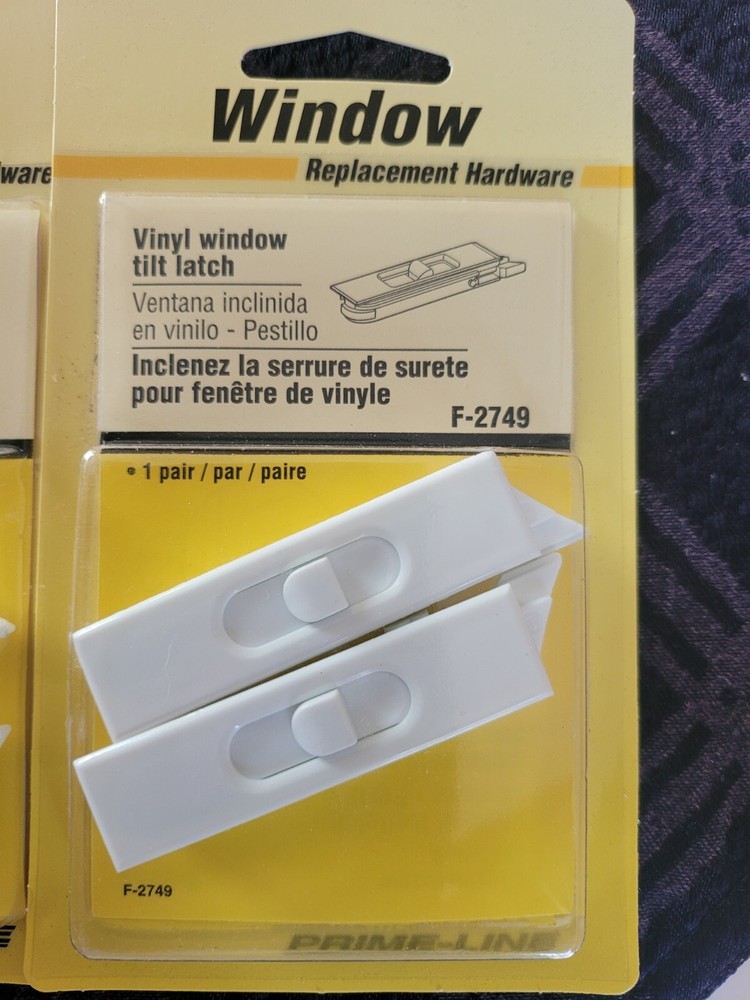 Window
Replacement Hardware
ware
Vinyl window
tilt latch
Ventana inclinida
en vinilo - Pestillo
Inclenez la serrure de surete
pour fenêtre de vinyle
F-2749
• 1 pair / par / paire
F-2749
PRIME-LINE